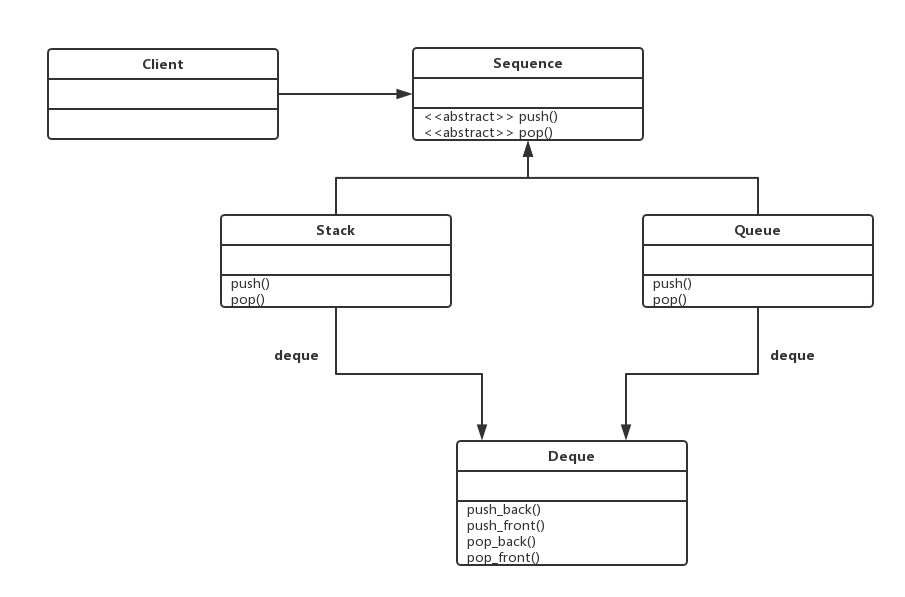 Client
Sequence
<<abstract>> push()
<<abstract>> pop()
Stack
push()
pop()
Queue
push()
pop()
deque
deque
Deque
push_back()
push_front()
pop_back()
pop_front()